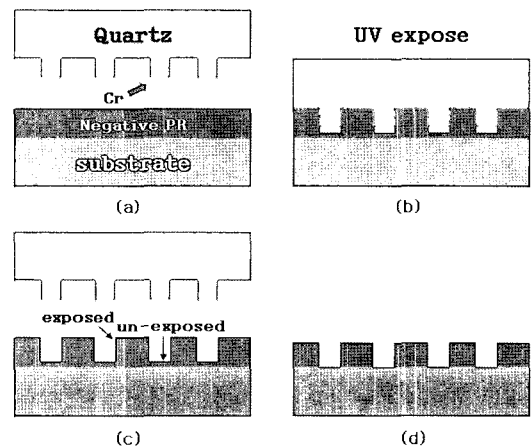 Quartz
Cr
Negative PR
substrate
(a)
UV expose
(b)
exposed
un-exposed
(c)
(d)